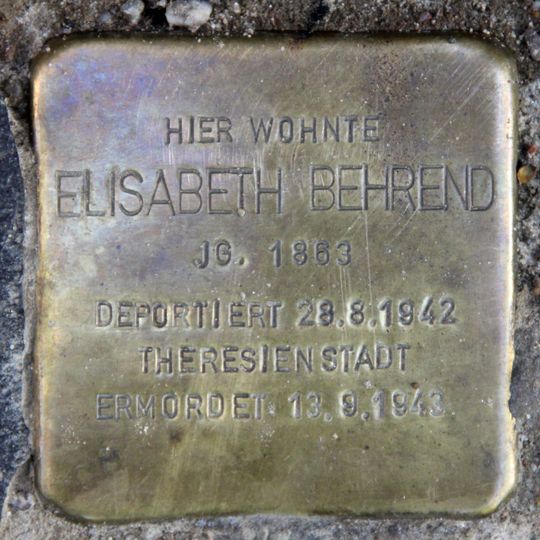 HIER WOHNTE
ELISABETH BEHREND
JG. 1863
DEPORTIERT 28.8.1942
THERESIENSTADT
ERMORDET 13.9.1943